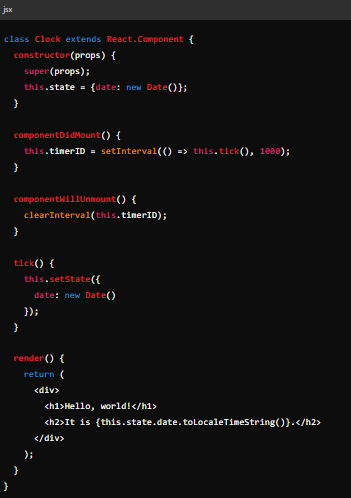 jsx
class Clock extends React.Component {
  constructor(props) {
    super(props);
    this.state = {date: new Date()};
  }

  componentDidMount() {
    this.timerID = setInterval(() => this.tick(), 1000);
  }

  componentWillUnmount() {
    clearInterval(this.timerID);
  }

  tick() {
    this.setState({
      date: new Date()
    });
  }

  render() {
    return (
      <div>
        <h1>Hello, world!</h1>
        <h2>It is {this.state.date.toLocaleTimeString()}.</h2>
      </div>
    );
  }
}